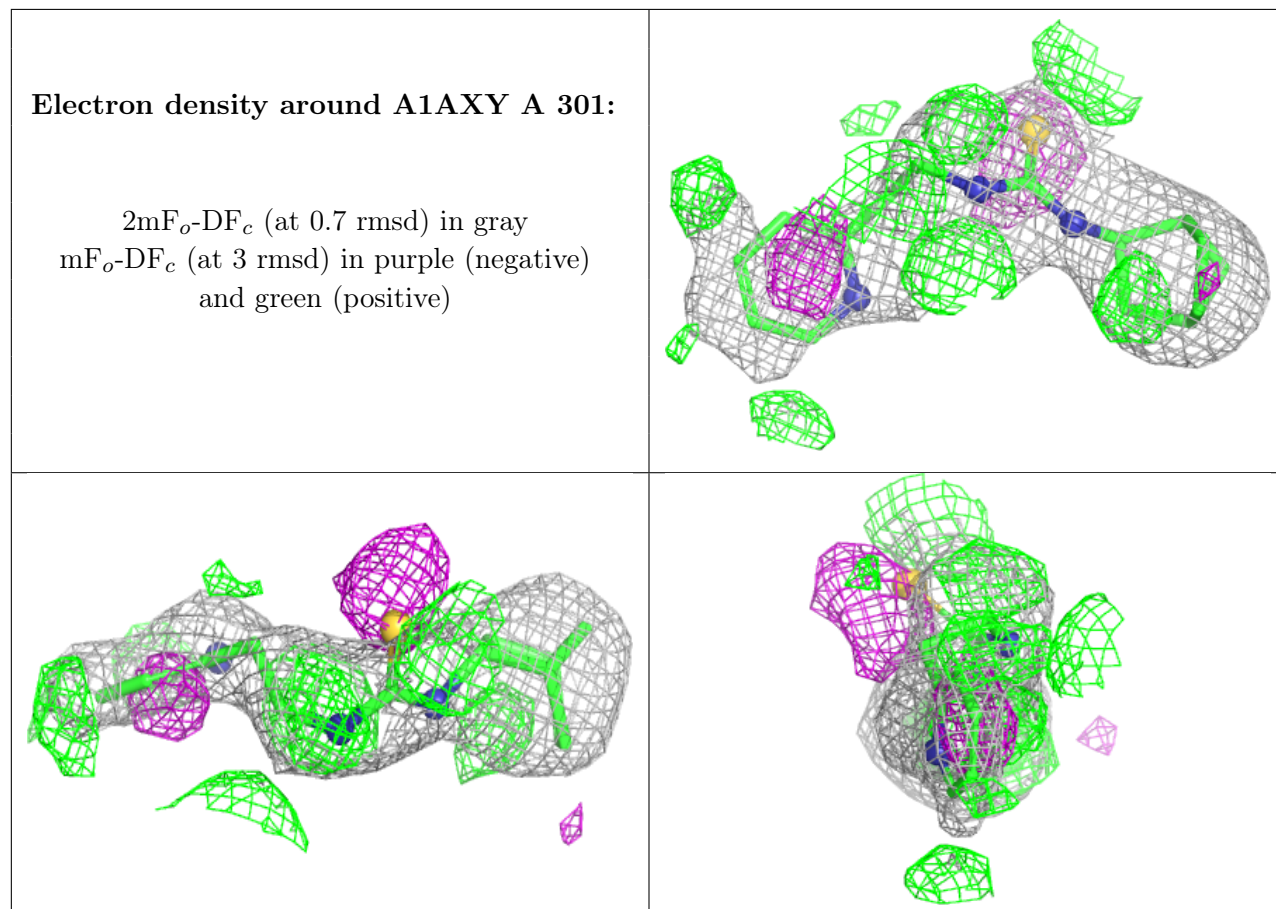 Electron density around A1AXY A 301:
2mFₒ-DF𝒸 (at 0.7 rmsd) in gray
mFₒ-DF𝒸 (at 3 rmsd) in purple (negative)
and green (positive)